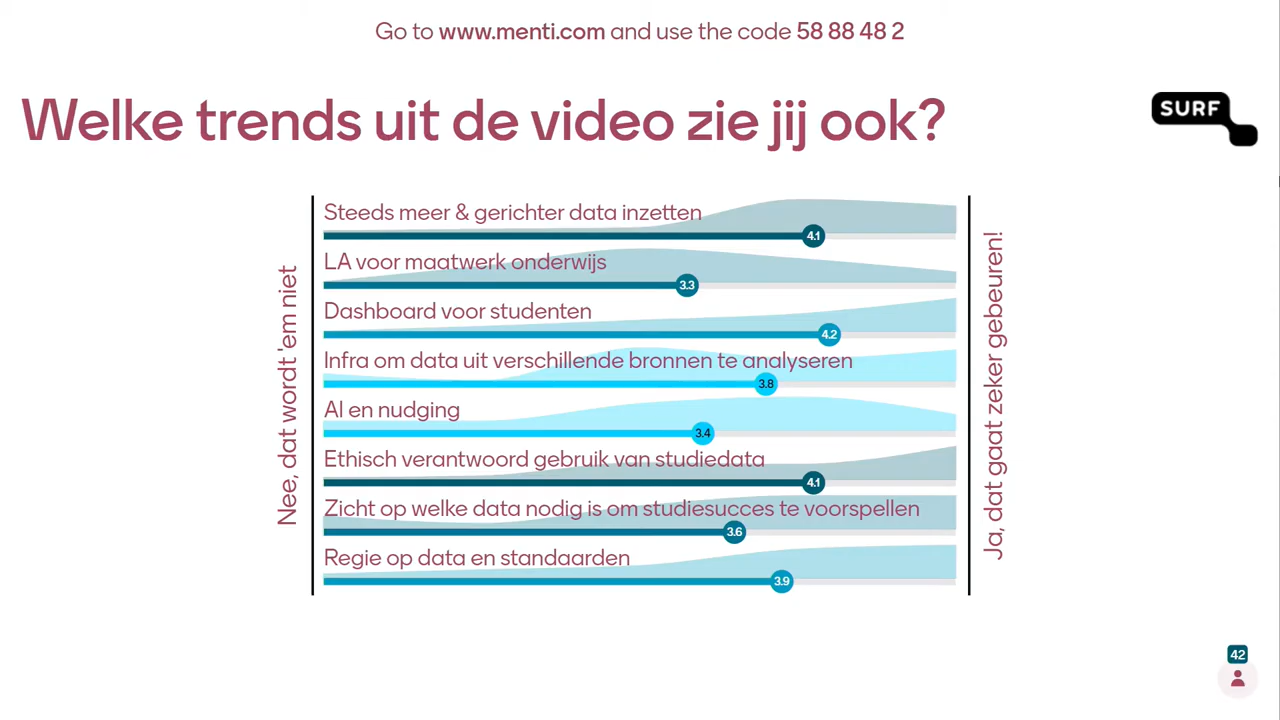 Go to www.menti.com and use the code 58 88 48 2
Welke trends uit de video zie jij ook?
SURF
Nee, dat wordt 'em niet
Steeds meer & gerichter data inzetten
4.1
LA voor maatwerk onderwijs
3.3
Dashboard voor studenten
4.2
Infra om data uit verschillende bronnen te analyseren
3.8
AI en nudging
3.4
Ethisch verantwoord gebruik van studiedata
4.1
Zicht op welke data nodig is om studiesucces te voorspellen
3.6
Regie op data en standaarden
3.9
Ja, dat gaat zeker gebeuren!
42